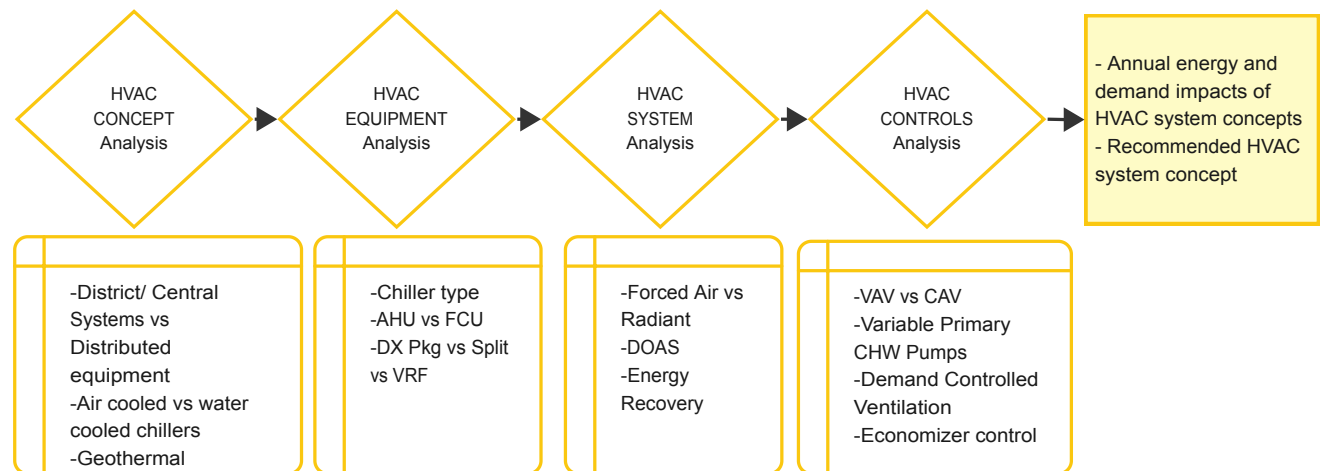 HVAC
CONCEPT
Analysis
HVAC
EQUIPMENT
Analysis
HVAC
SYSTEM
Analysis
HVAC
CONTROLS
Analysis
- Annual energy and
demand impacts of
HVAC system concepts
- Recommended HVAC
system concept
-District/ Central
Systems vs
Distributed
equipment
-Air cooled vs water
cooled chillers
-Geothermal
-Chiller type
-AHU vs FCU
-DX Pkg vs Split
vs VRF
-Forced Air vs
Radiant
-DOAS
-Energy
Recovery
-VAV vs CAV
-Variable Primary
CHW Pumps
-Demand Controlled
Ventilation
-Economizer control